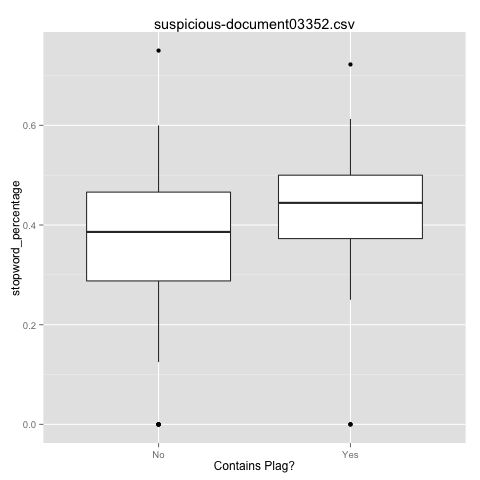 suspicious-document03352.csv
stopword_percentage
0.6
0.4
0.2
0.0
No Yes
Contains Plag?